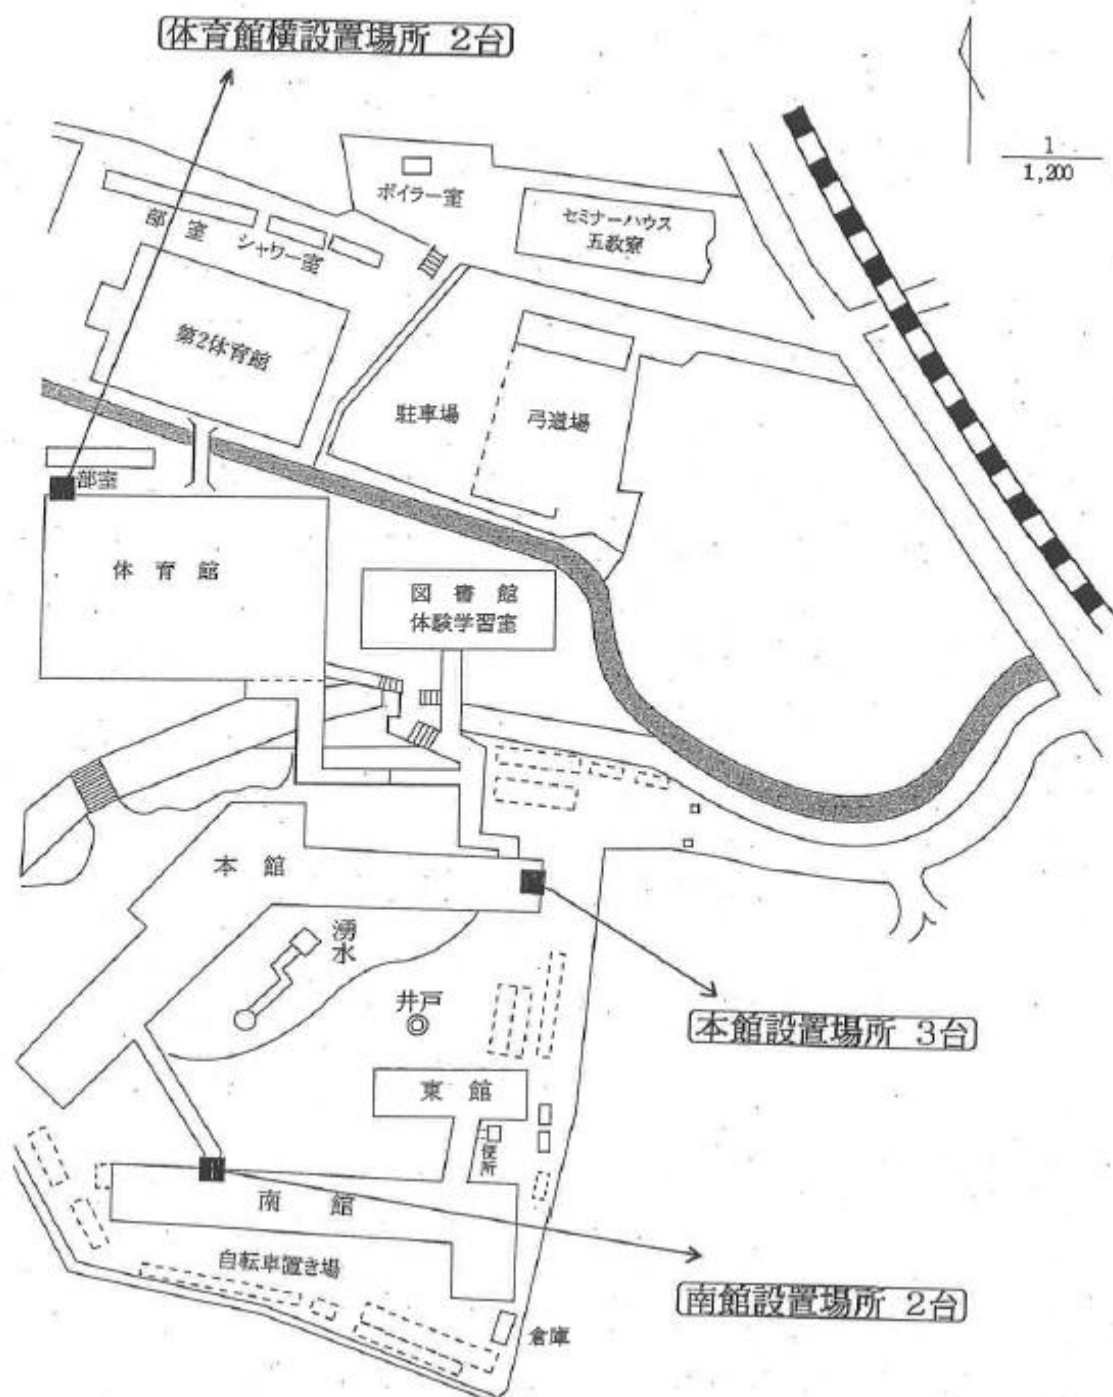 体育館横設置場所 2台
1
1,200
ボイラー室
セミナーハウス
五教寮
部室
シャワー室
第2体育館
駐車場
弓道場
部室
体育館
図書館
体験学習室
本館
湧水
井戸
本館設置場所 3台
東館
便所
南館
自転車置き場
南館設置場所 2台
倉庫